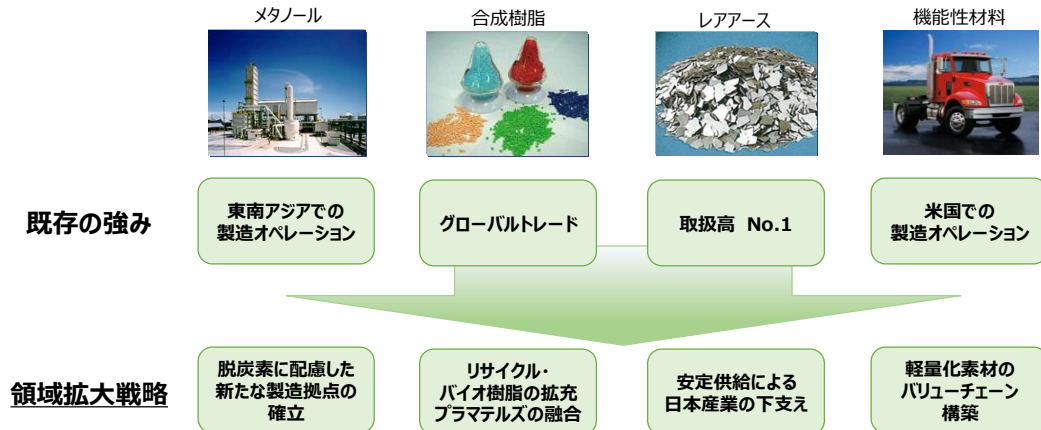 メタノール
合成樹脂
レアアース
機能性材料
既存の強み
東南アジアでの
製造オペレーション
グローバルトレード
取扱高 No.1
米国での
製造オペレーション
領域拡大戦略
脱炭素に配慮した
新たな製造拠点の
確立
リサイクル・
バイオ樹脂の拡充
プラマテルズの融合
安定供給による
日本産業の下支え
軽量化素材の
バリューチェーン
構築